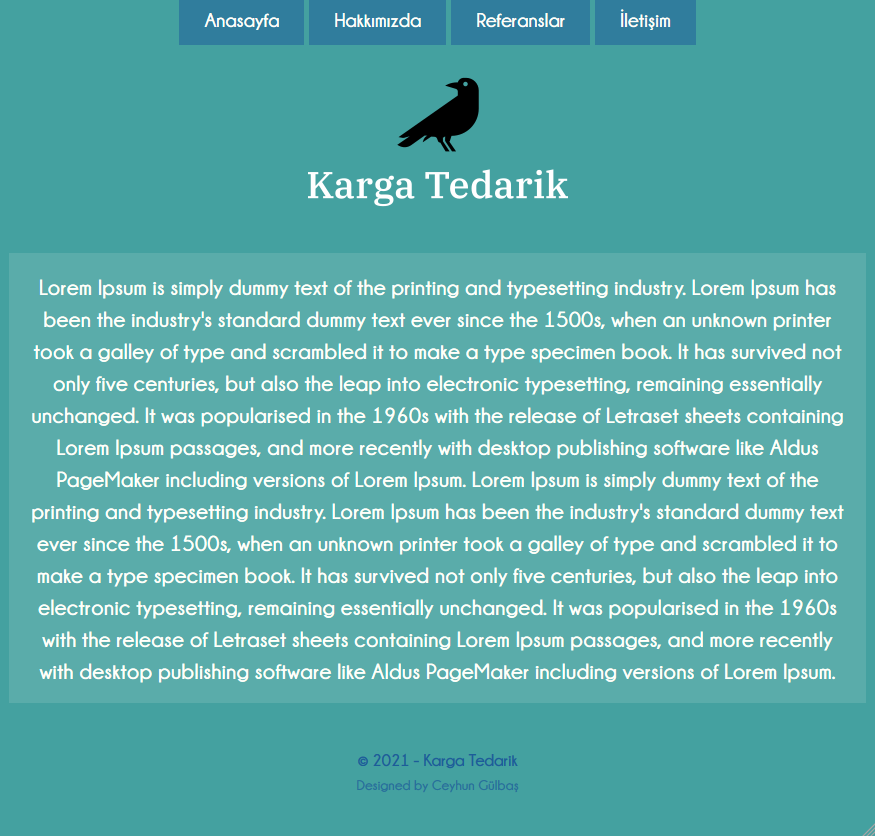 Anasayfa Hakkımızda Referanslar İletişim
Karga Tedarik
Lorem Ipsum is simply dummy text of the printing and typesetting industry. Lorem Ipsum has
been the industry's standard dummy text ever since the 1500s, when an unknown printer
took a galley of type and scrambled it to make a type specimen book. It has survived not
only five centuries, but also the leap into electronic typesetting, remaining essentially
unchanged. It was popularised in the 1960s with the release of Letraset sheets containing
Lorem Ipsum passages, and more recently with desktop publishing software like Aldus
PageMaker including versions of Lorem Ipsum. Lorem Ipsum is simply dummy text of the
printing and typesetting industry. Lorem Ipsum has been the industry's standard dummy text
ever since the 1500s, when an unknown printer took a galley of type and scrambled it to
make a type specimen book. It has survived not only five centuries, but also the leap into
electronic typesetting, remaining essentially unchanged. It was popularised in the 1960s
with the release of Letraset sheets containing Lorem Ipsum passages, and more recently
with desktop publishing software like Aldus PageMaker including versions of Lorem Ipsum.
© 2021 - Karga Tedarik
Designed by Ceyhun Gülbaş